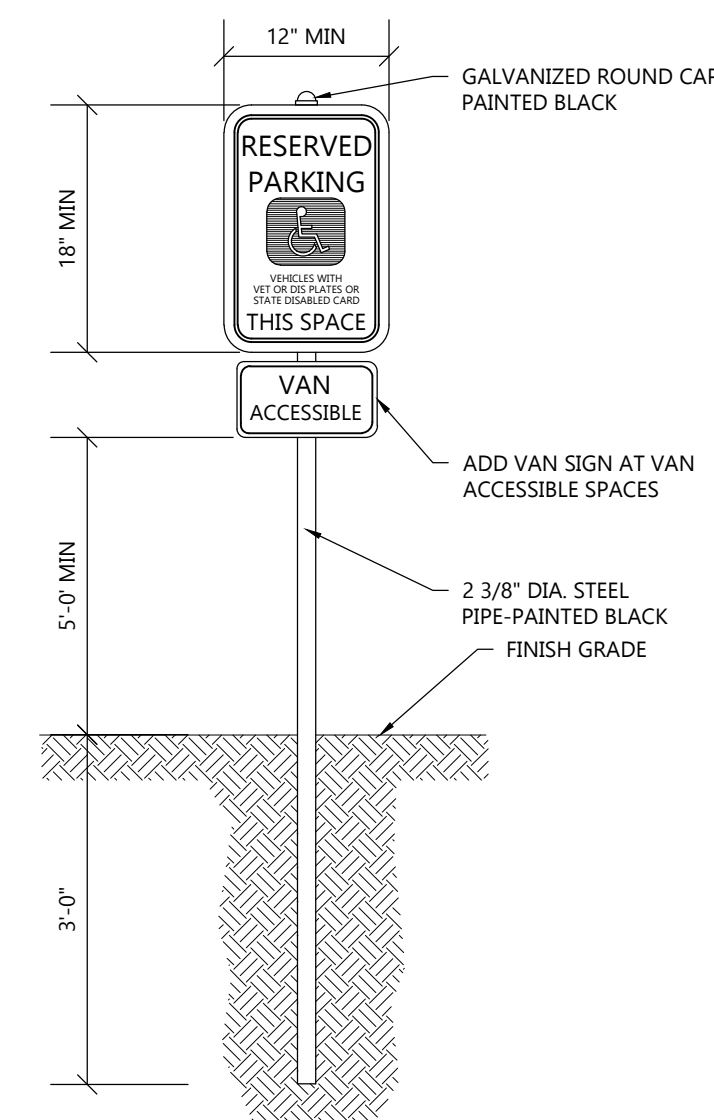 12" MIN
GALVANIZED ROUND CAP
PAINTED BLACK
18" MIN
RESERVED
PARKING
VEHICLES WITH
VET OR DIS PLATES OR
STATE DISABLED CARD
THIS SPACE
VAN
ACCESSIBLE
ADD VAN SIGN AT VAN
ACCESSIBLE SPACES
5'-0' MIN
2 3/8" DIA. STEEL
PIPE-PAINTED BLACK
FINISH GRADE
3'-0"